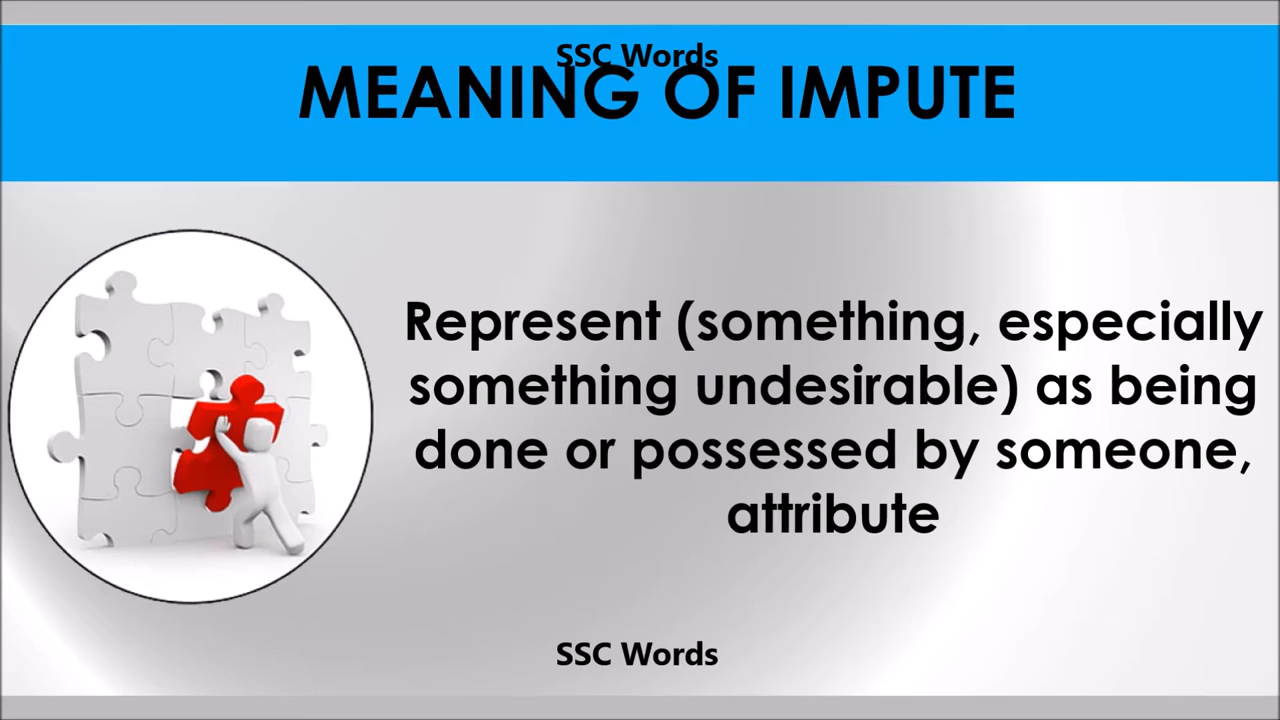 SSC Words
MEANING OF IMPUTE
Represent (something, especially
something undesirable) as being
done or possessed by someone,
attribute
SSC Words